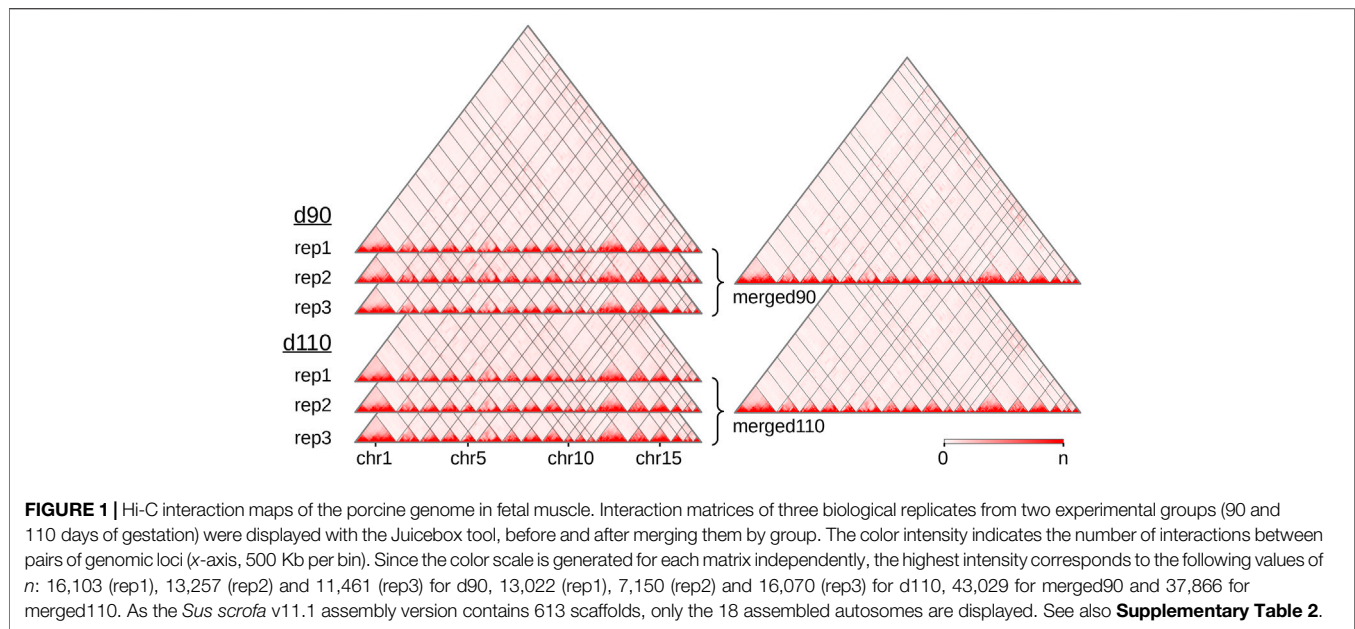 d90
rep1
rep2
rep3
d110
rep1
rep2
rep3
chr1 chr5 chr10 chr15
merged90
merged110
0 n
FIGURE 1 | Hi-C interaction maps of the porcine genome in fetal muscle. Interaction matrices of three biological replicates from two experimental groups (90 and
110 days of gestation) were displayed with the Juicebox tool, before and after merging them by group. The color intensity indicates the number of interactions between
pairs of genomic loci (x-axis, 500 Kb per bin). Since the color scale is generated for each matrix independently, the highest intensity corresponds to the following values of
n: 16,103 (rep1), 13,257 (rep2) and 11,461 (rep3) for d90, 13,022 (rep1), 7,150 (rep2) and 16,070 (rep3) for d110, 43,029 for merged90 and 37,866 for
merged110. As the Sus scrofa v11.1 assembly version contains 613 scaffolds, only the 18 assembled autosomes are displayed. See also Supplementary Table 2.